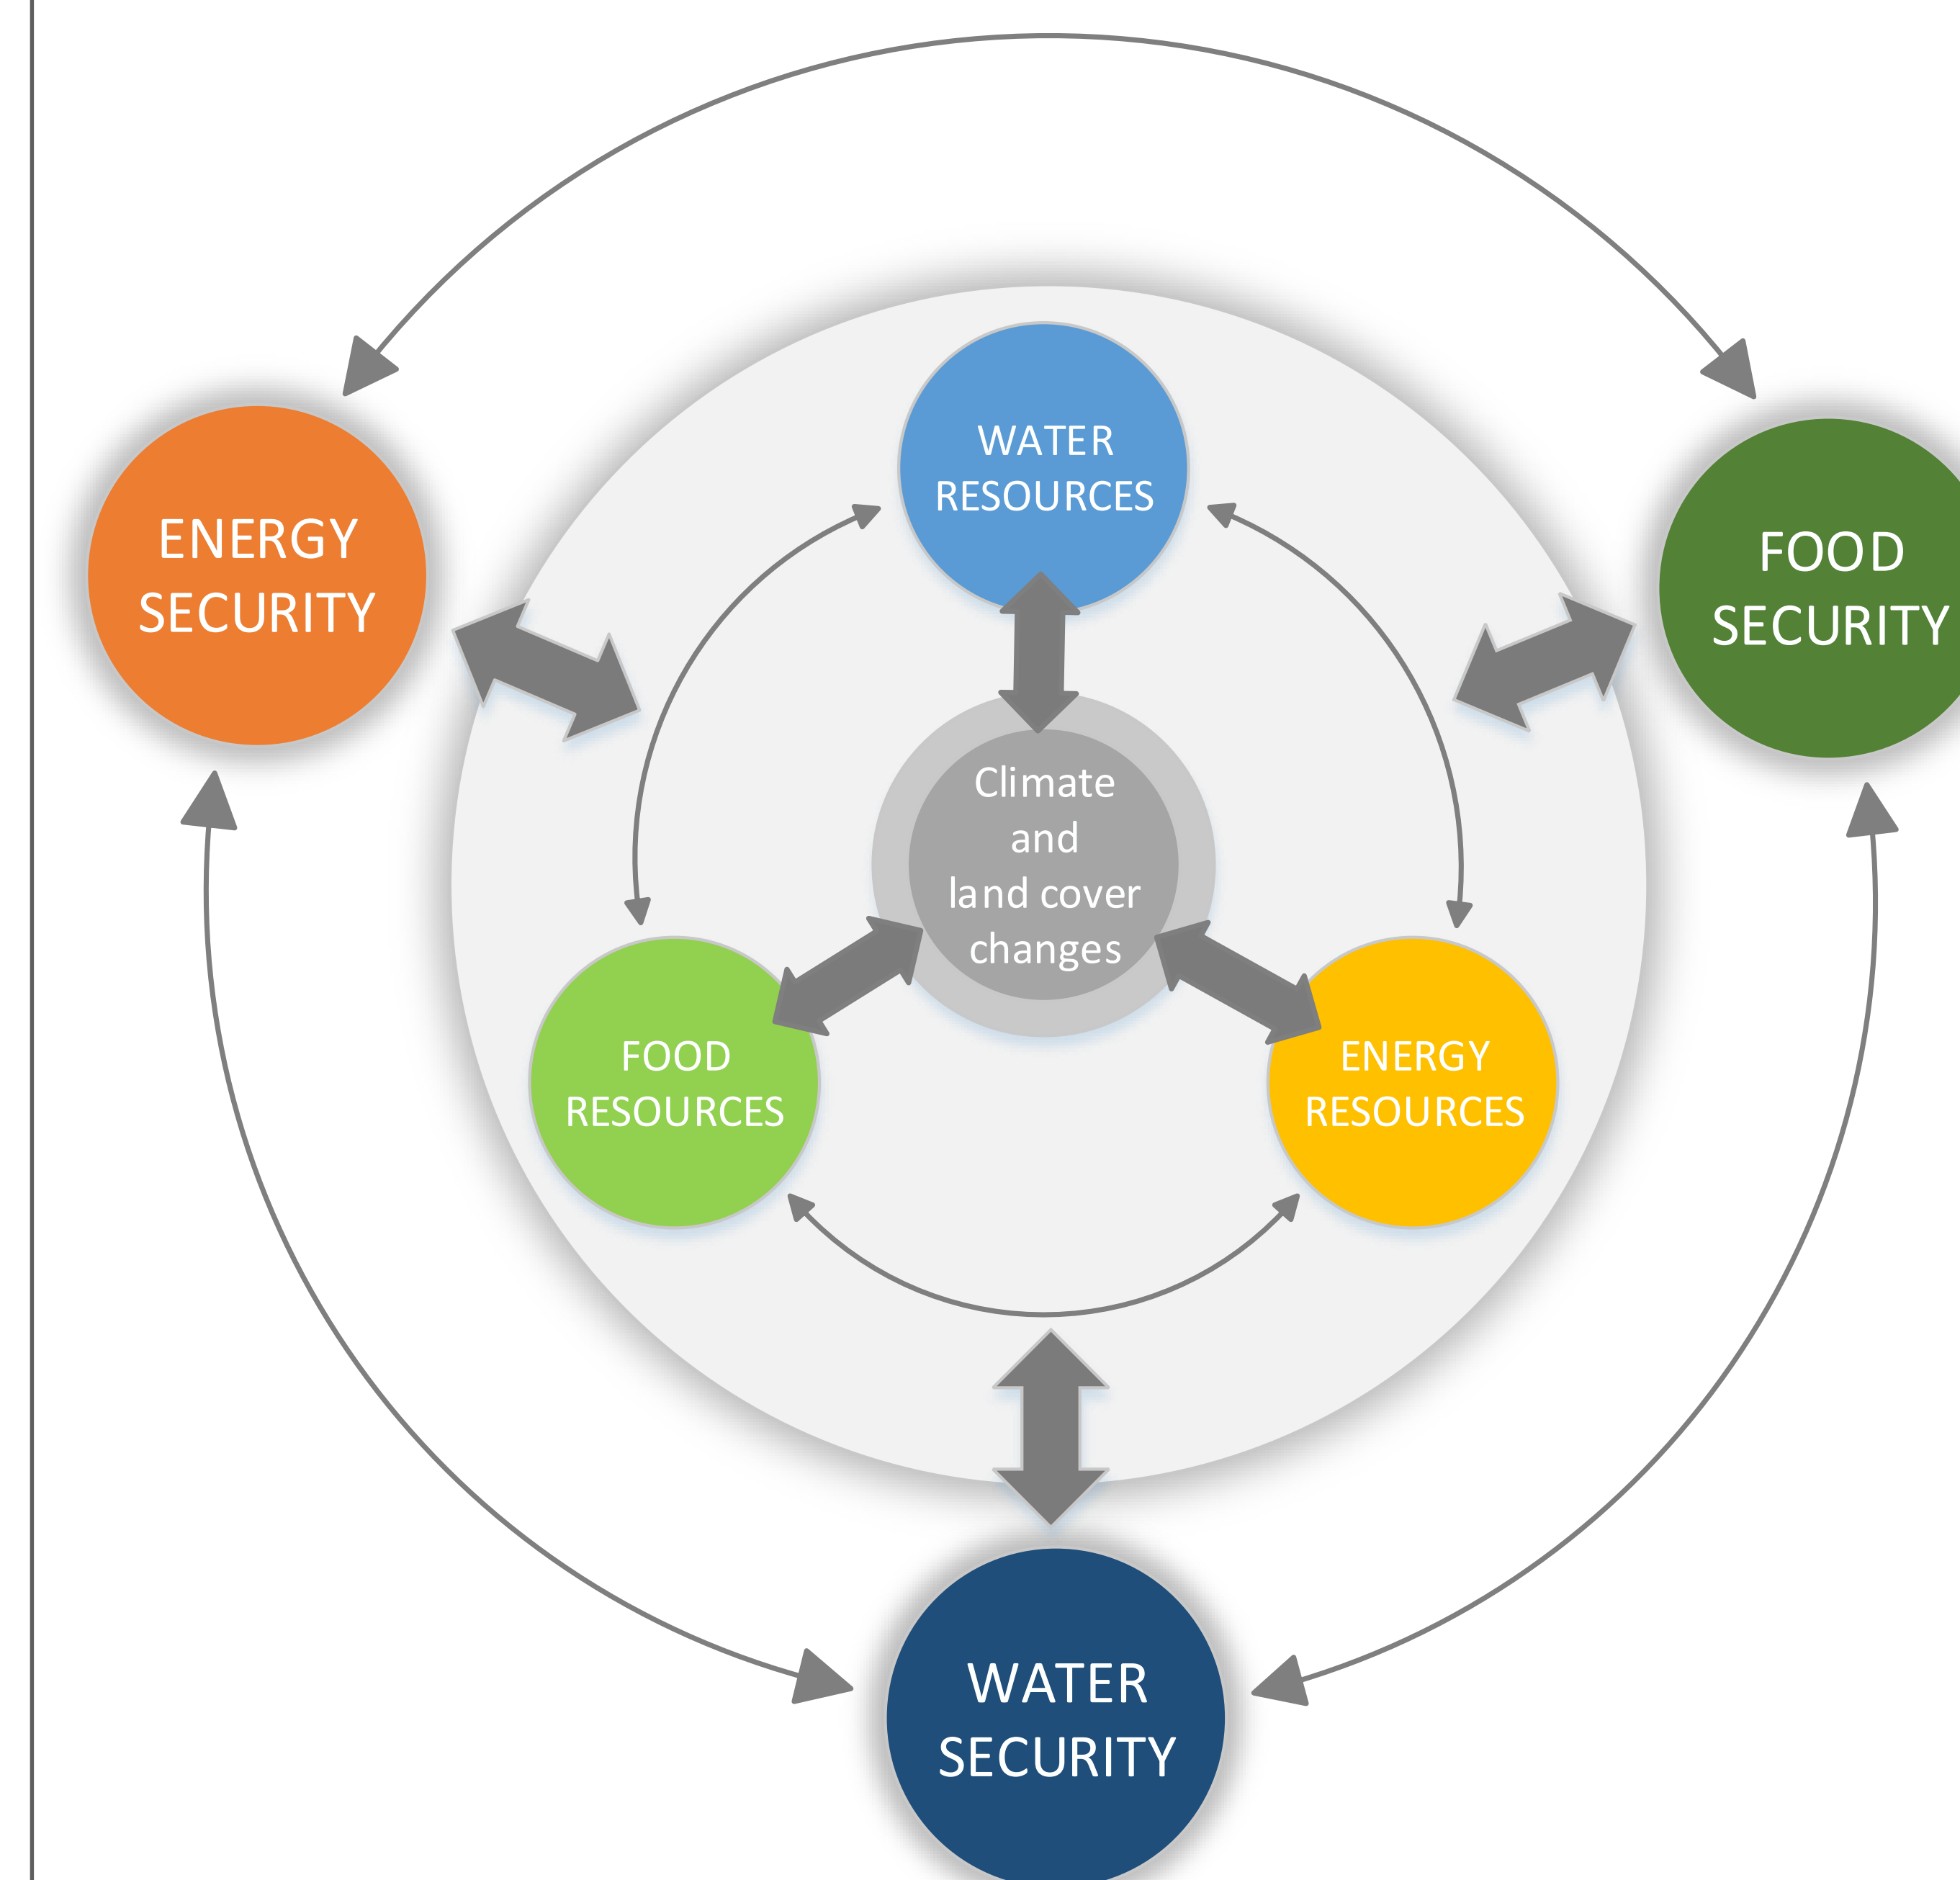 WATER
RESOURCES
ENERGY
SECURITY
FOOD
SECURITY
Climate
and
land cover
changes
FOOD
RESOURCES
ENERGY
RESOURCES
WATER
SECURITY